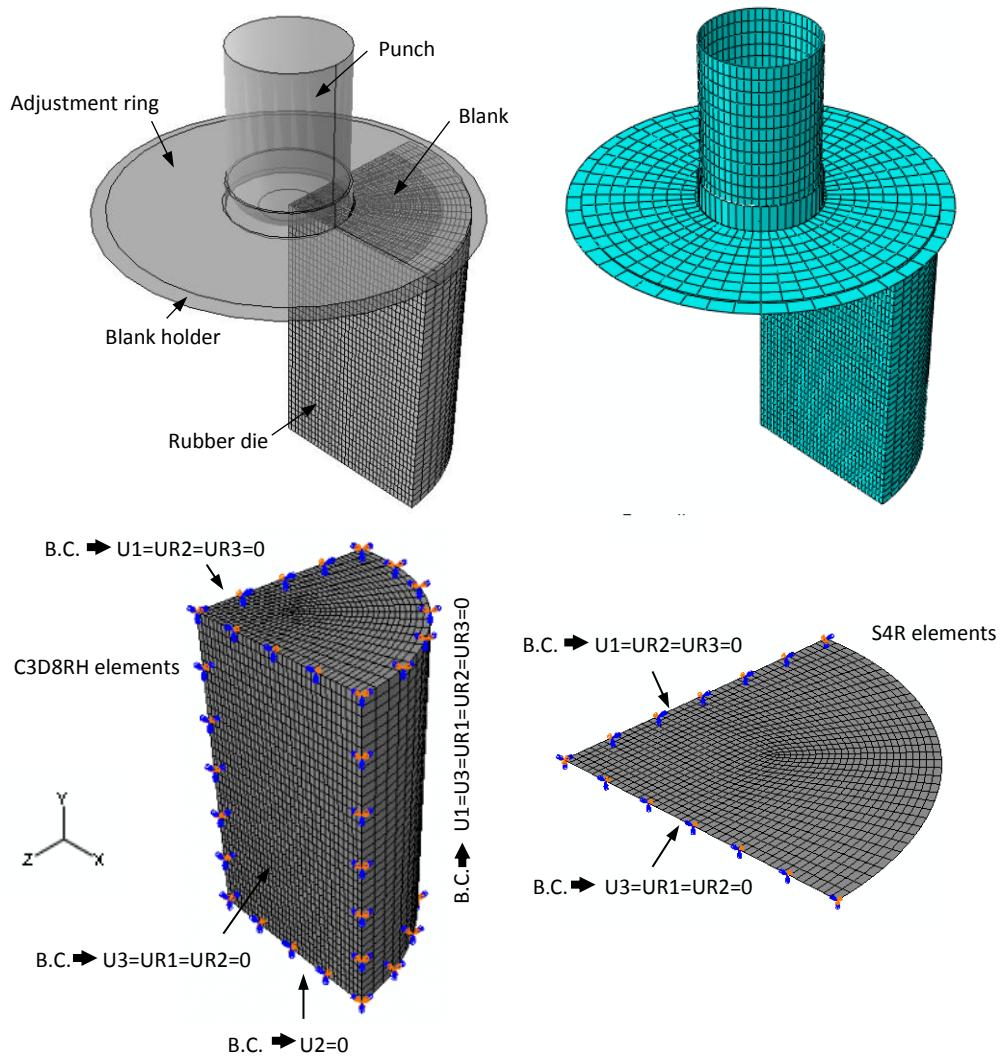 Punch
Adjustment ring
Blank
Blank holder
Rubber die
B.C. 🡆 U1=UR2=UR3=0
C3D8RH elements
B.C.🡆 U1=U3=UR1=UR2=UR3=0
S4R elements
B.C. 🡆 U1=UR2=UR3=0
Y
Z
X
B.C. 🡆 U3=UR1=UR2=0
B.C.🡆 U3=UR1=UR2=0
B.C. 🡆 U2=0